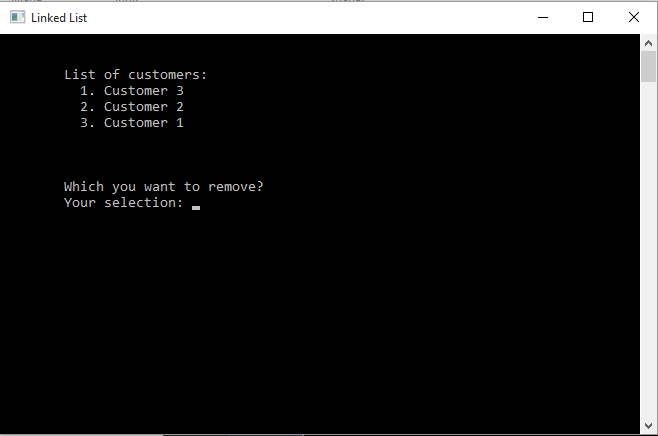 Linked List
List of customers:
1. Customer 3
2. Customer 2
3. Customer 1
Which you want to remove?
Your selection: